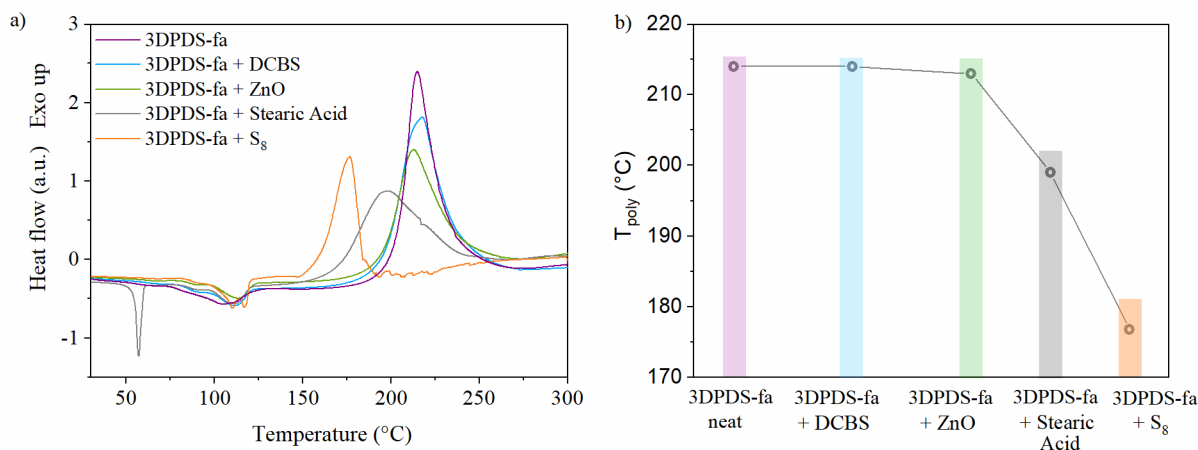 a)
Heat flow (a.u.) Exo up
3
2
1
0
-1
3DPDS-fa
3DPDS-fa + DCBS
3DPDS-fa + ZnO
3DPDS-fa + Stearic Acid
3DPDS-fa + S₈
50
100
150
200
250
300
Temperature (°C)
b)
T_poly (°C)
220
210
200
190
180
170
3DPDS-fa
neat
3DPDS-fa
+ DCBS
3DPDS-fa
+ ZnO
3DPDS-fa
+ Stearic
Acid
3DPDS-fa
+ S₈